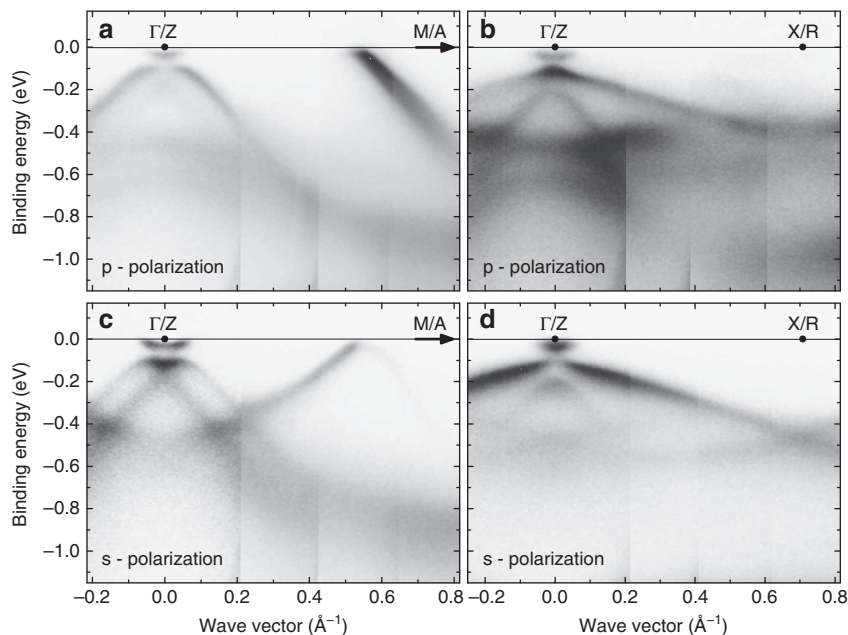 a Γ/Z M/A
b Γ/Z X/R
0.0
−0.2
−0.4
−0.6
−0.8
−1.0
Binding energy (eV)
p - polarization
p - polarization
c Γ/Z M/A
d Γ/Z X/R
0.0
−0.2
−0.4
−0.6
−0.8
−1.0
Binding energy (eV)
s - polarization
s - polarization
−0.2 0.0 0.2 0.4 0.6 0.8
−0.2 0.0 0.2 0.4 0.6 0.8
Wave vector (Å−1)
Wave vector (Å−1)